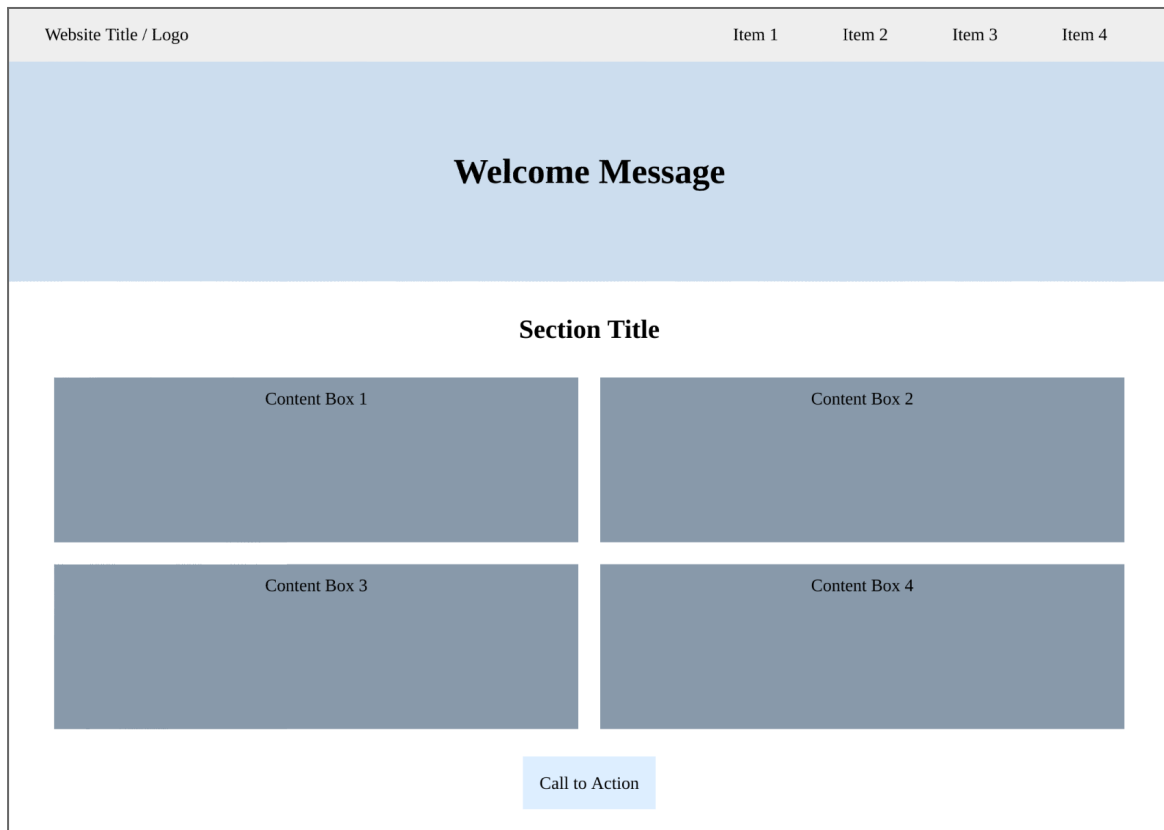 Website Title / Logo
Item 1 Item 2 Item 3 Item 4
Welcome Message
Section Title
Content Box 1
Content Box 2
Content Box 3
Content Box 4
Call to Action